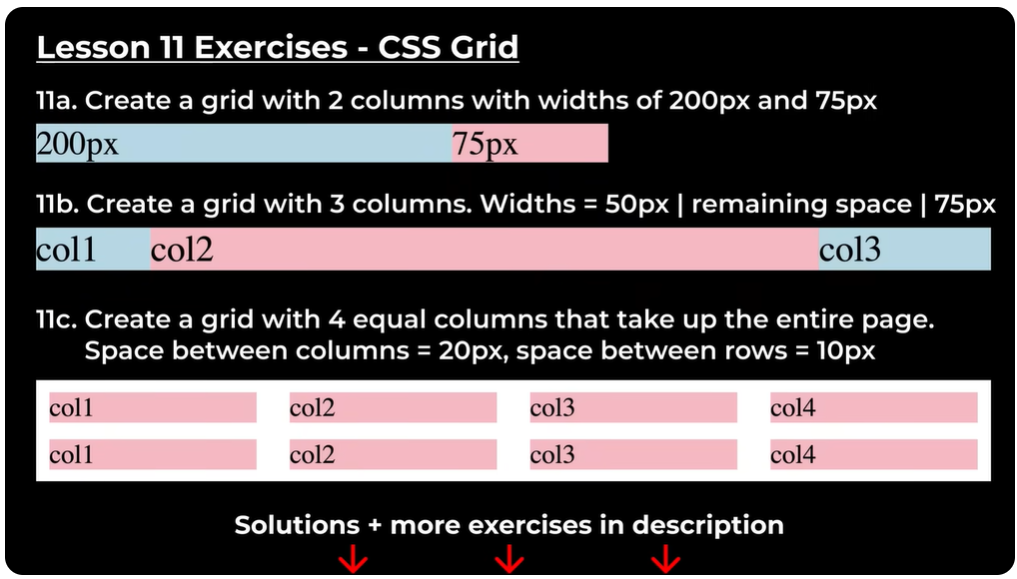 Lesson 11 Exercises - CSS Grid
11a. Create a grid with 2 columns with widths of 200px and 75px
200px 75px
11b. Create a grid with 3 columns. Widths = 50px | remaining space | 75px
col1 col2 col3
11c. Create a grid with 4 equal columns that take up the entire page.
Space between columns = 20px, space between rows = 10px
col1 col2 col3 col4
col1 col2 col3 col4
Solutions + more exercises in description